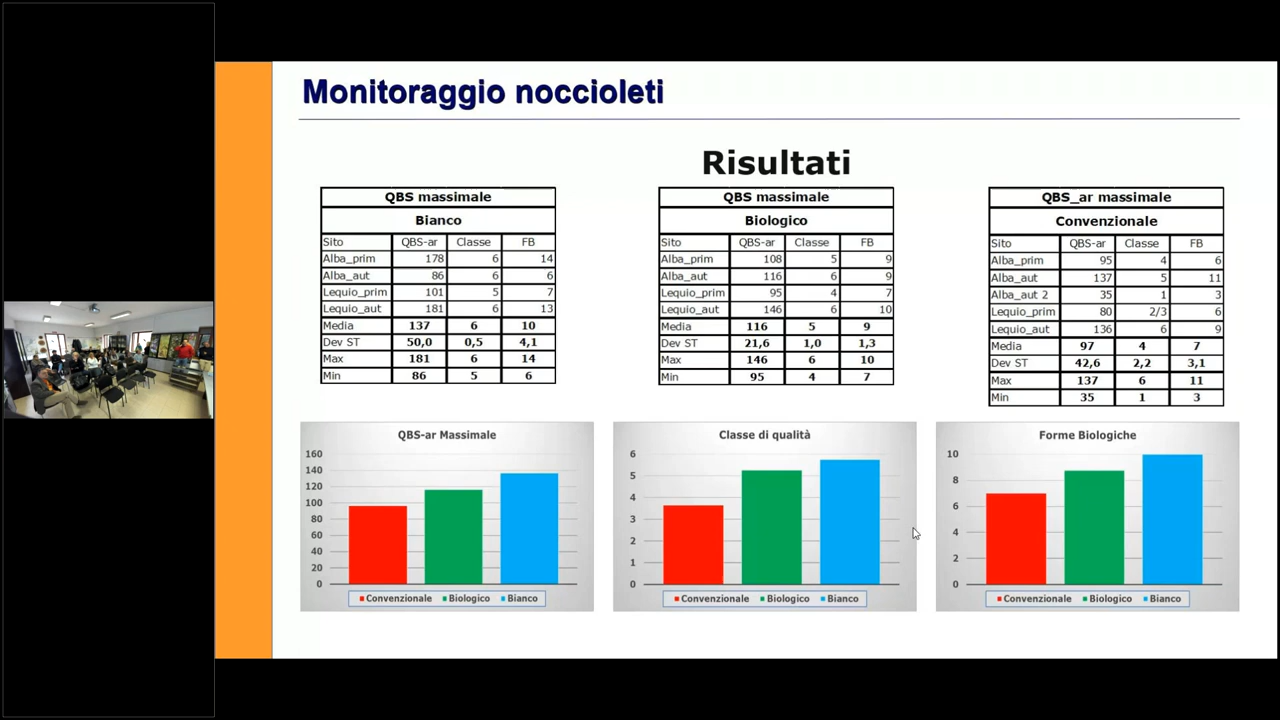 Monitoraggio noccioleti
Risultati
QBS massimale
Bianco
Sito QBS-ar Classe FB
Alba_prim 178 6 14
Alba_aut 86 6 6
Lequio_prim 101 5 7
Lequio_aut 181 6 13
Media 137 6 10
Dev ST 50,0 0,5 4,1
Max 181 6 14
Min 86 5 6
QBS massimale
Biologico
Sito QBS-ar Classe FB
Alba_prim 108 5 9
Alba_aut 116 6 9
Lequio_prim 95 4 7
Lequio_aut 146 6 10
Media 116 5 9
Dev ST 21,6 1,0 1,3
Max 146 6 10
Min 95 4 7
QBS_ar massimale
Convenzionale
Sito QBS-ar Classe FB
Alba_prim 95 4 6
Alba_aut 137 5 11
Alba_aut 2 35 1 3
Lequio_prim 80 2/3 6
Lequio_aut 136 6 9
Media 97 4 7
Dev ST 42,6 2,2 3,1
Max 137 6 11
Min 35 1 3
QBS-ar Massimale
160
140
120
100
80
60
40
20
0
Convenzionale Biologico Bianco
Classe di qualità
6
5
4
3
2
1
0
Convenzionale Biologico Bianco
Forme Biologiche
10
8
6
4
2
0
Convenzionale Biologico Bianco